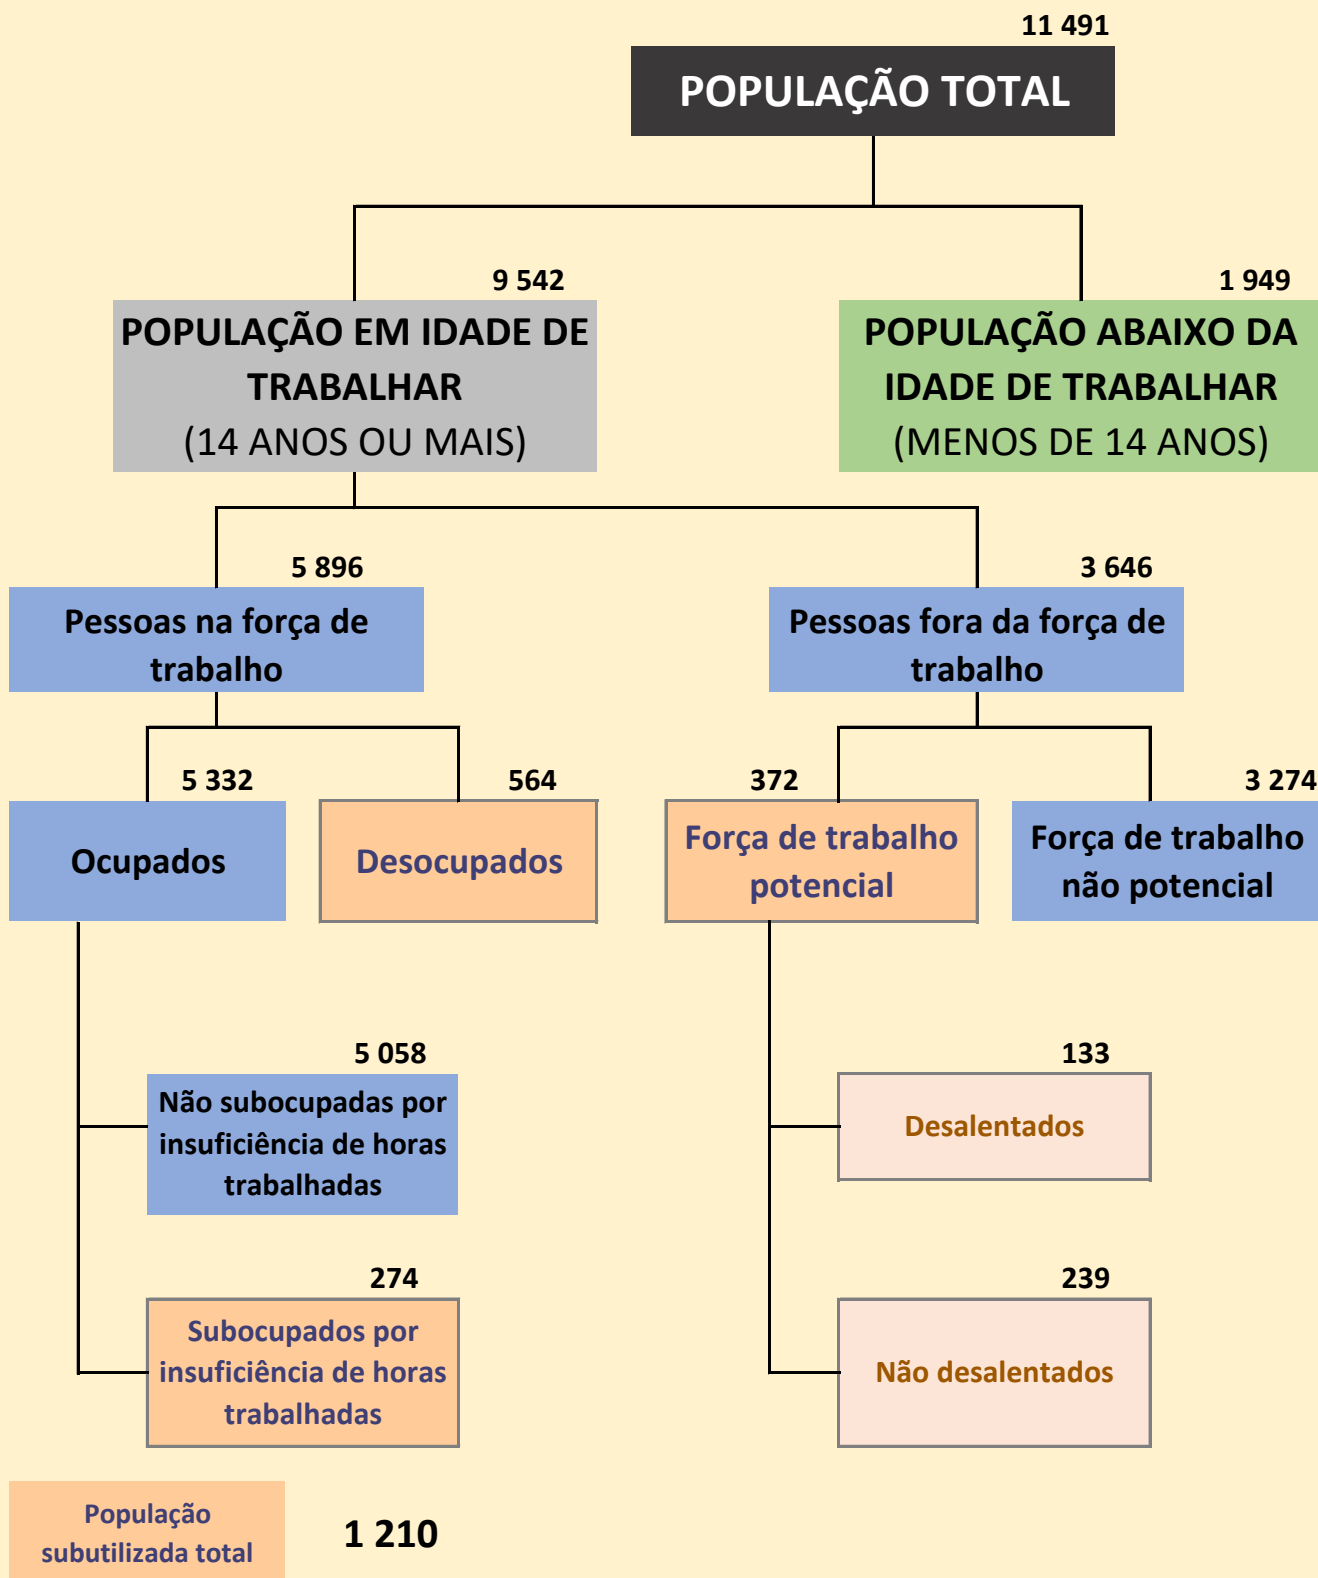 11 491
POPULAÇÃO TOTAL
9 542
POPULAÇÃO EM IDADE DE
TRABALHAR
(14 ANOS OU MAIS)
1 949
POPULAÇÃO ABAIXO DA
IDADE DE TRABALHAR
(MENOS DE 14 ANOS)
5 896
Pessoas na força de
trabalho
3 646
Pessoas fora da força de
trabalho
5 332
Ocupados
564
Desocupados
372
Força de trabalho
potencial
3 274
Força de trabalho
não potencial
5 058
Não subocupadas por
insuficiência de horas
trabalhadas
133
Desalentados
274
Subocupados por
insuficiência de horas
trabalhadas
239
Não desalentados
População
subutilizada total
1 210